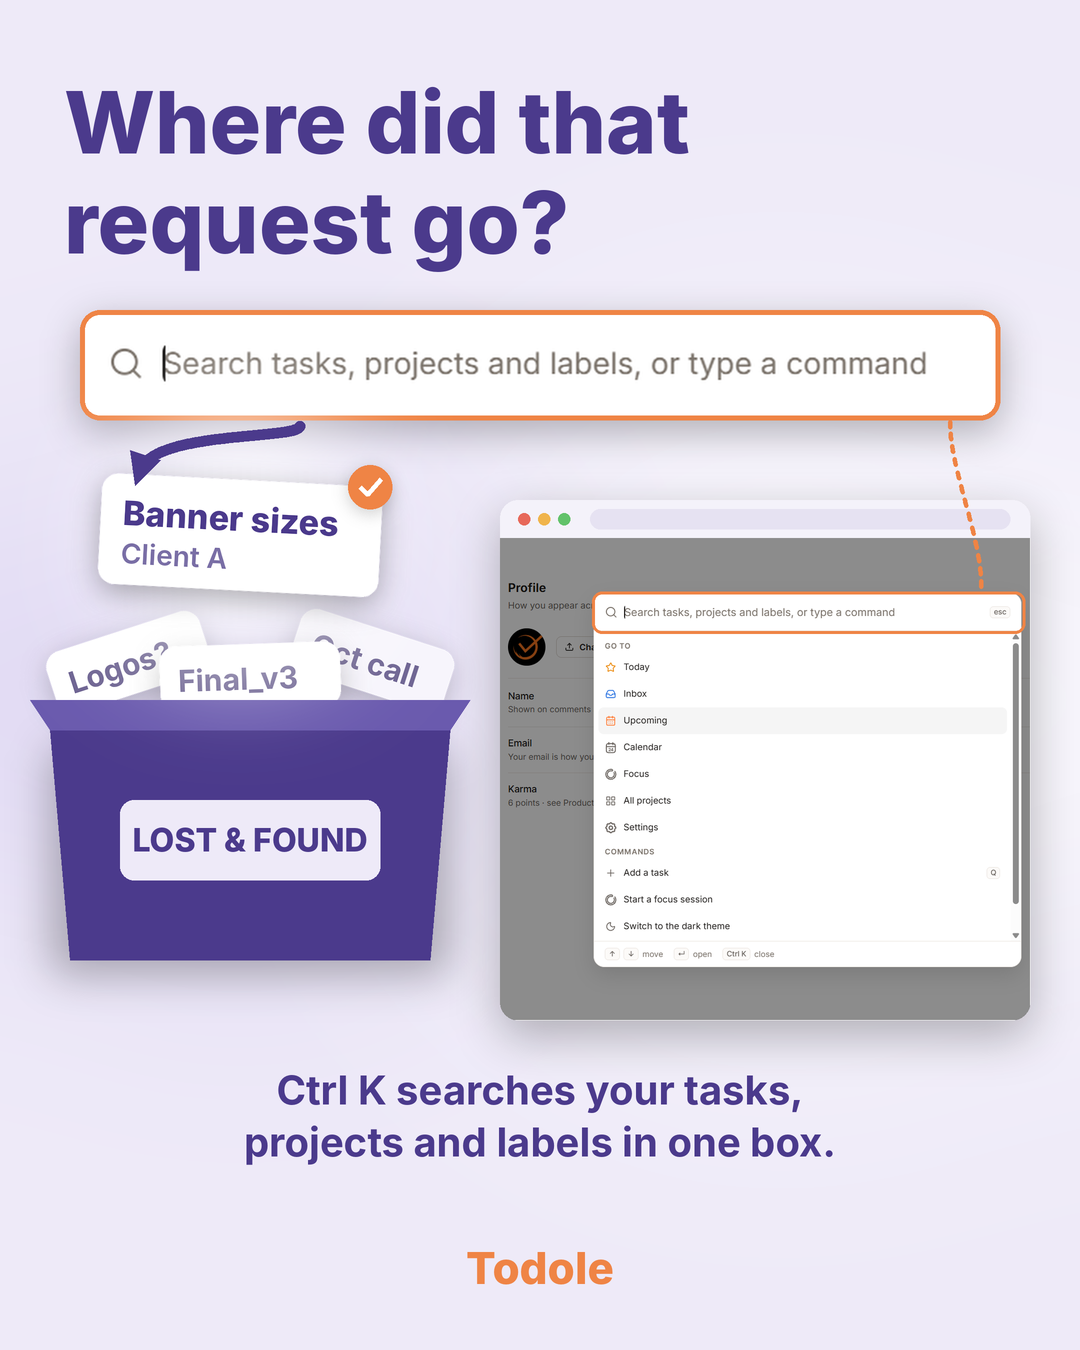 Where did that
request go?
Search tasks, projects and labels, or type a command
Banner sizes
Client A
Logos?
Final_v3
Oct call
LOST & FOUND
Profile
How you appear
Name
Shown on comments
Email
Your email is how you
Karma
6 points · see
Search tasks, projects and labels, or type a command
esc
GO TO
Today
Inbox
Upcoming
Calendar
Focus
All projects
Settings
COMMANDS
Add a task
Q
Start a focus session
Switch to the dark theme
move
open
Ctrl K
close
Ctrl K searches your tasks,
projects and labels in one box.
Todole